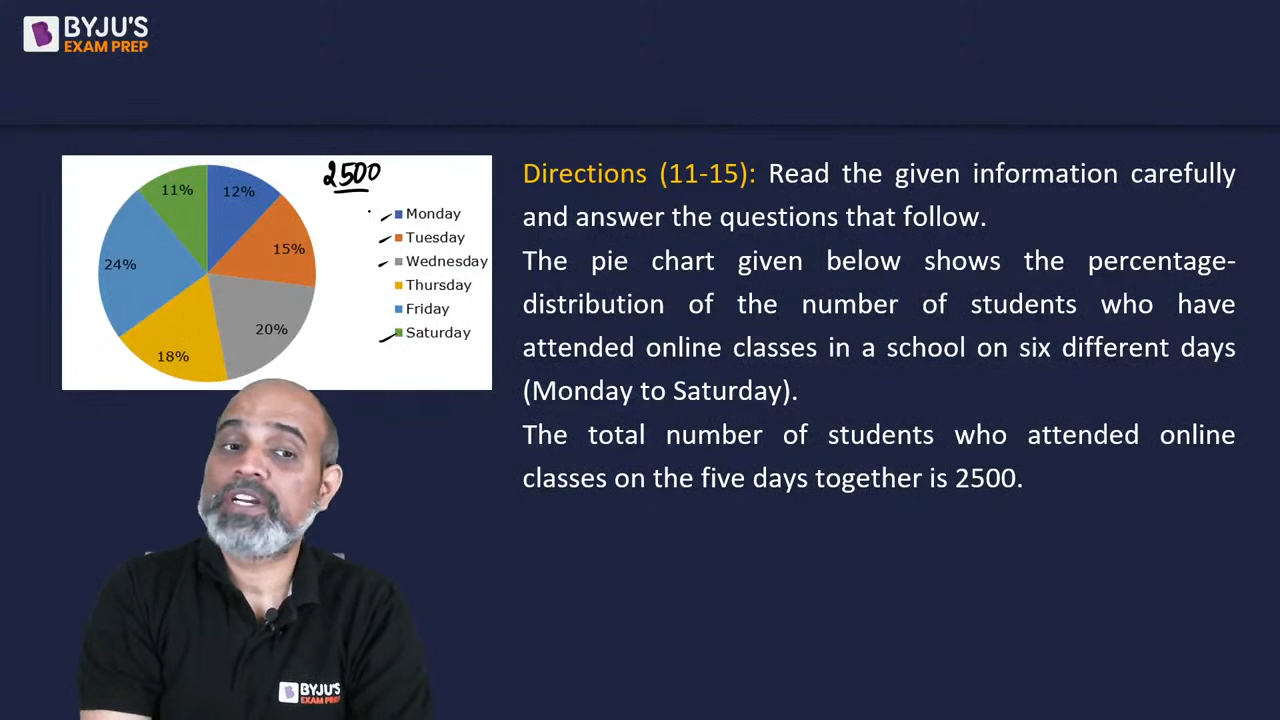 BYJU'S
EXAM PREP
2500
11%
12%
15%
24%
20%
18%
Monday
Tuesday
Wednesday
Thursday
Friday
Saturday
Directions (11-15): Read the given information carefully
and answer the questions that follow.
The pie chart given below shows the percentage-
distribution of the number of students who have
attended online classes in a school on six different days
(Monday to Saturday).
The total number of students who attended online
classes on the five days together is 2500.
BYJU'S
EXAM PREP